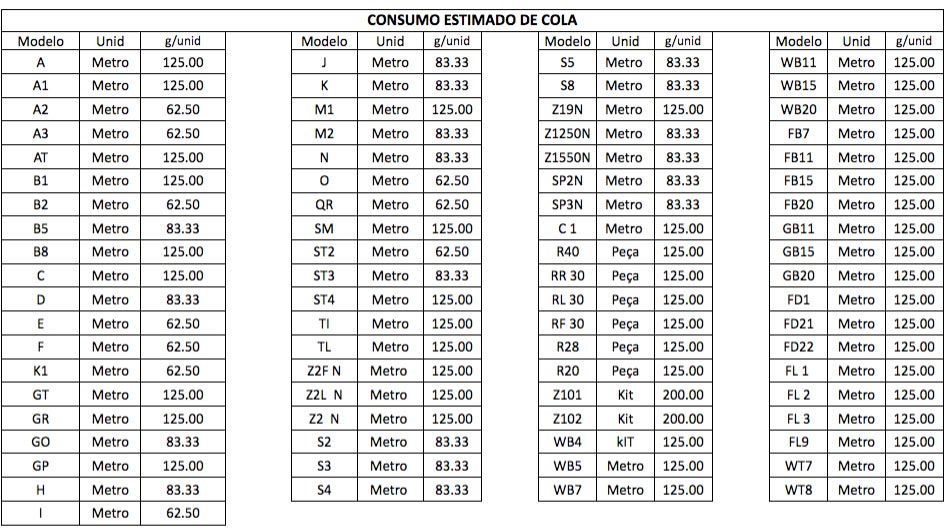 CONSUMO ESTIMADO DE COLA
Modelo Unid g/unid Modelo Unid g/unid Modelo Unid g/unid Modelo Unid g/unid
A Metro 125.00 J Metro 83.33 S5 Metro 83.33 WB11 Metro 125.00
A1 Metro 125.00 K Metro 83.33 S8 Metro 83.33 WB15 Metro 125.00
A2 Metro 62.50 M1 Metro 125.00 Z19N Metro 125.00 WB20 Metro 125.00
A3 Metro 62.50 M2 Metro 83.33 Z1250N Metro 83.33 FB7 Metro 125.00
AT Metro 125.00 N Metro 83.33 Z1550N Metro 83.33 FB11 Metro 125.00
B1 Metro 125.00 O Metro 62.50 SP2N Metro 83.33 FB15 Metro 125.00
B2 Metro 62.50 QR Metro 62.50 SP3N Metro 83.33 FB20 Metro 125.00
B5 Metro 83.33 SM Metro 125.00 C 1 Metro 125.00 GB11 Metro 125.00
B8 Metro 125.00 ST2 Metro 62.50 R40 Peça 125.00 GB15 Metro 125.00
C Metro 125.00 ST3 Metro 83.33 RR 30 Peça 125.00 GB20 Metro 125.00
D Metro 83.33 ST4 Metro 125.00 RL 30 Peça 125.00 FD1 Metro 125.00
E Metro 62.50 TI Metro 125.00 RF 30 Peça 125.00 FD21 Metro 125.00
F Metro 62.50 TL Metro 125.00 R28 Peça 125.00 FD22 Metro 125.00
K1 Metro 62.50 Z2F N Metro 125.00 R20 Peça 125.00 FL 1 Metro 125.00
GT Metro 125.00 Z2L N Metro 125.00 Z101 Kit 200.00 FL 2 Metro 125.00
GR Metro 125.00 Z2 N Metro 125.00 Z102 Kit 200.00 FL 3 Metro 125.00
GO Metro 83.33 S2 Metro 83.33 WB4 kIT 125.00 FL9 Metro 125.00
GP Metro 125.00 S3 Metro 83.33 WB5 Metro 125.00 WT7 Metro 125.00
H Metro 83.33 S4 Metro 83.33 WB7 Metro 125.00 WT8 Metro 125.00
I Metro 62.50